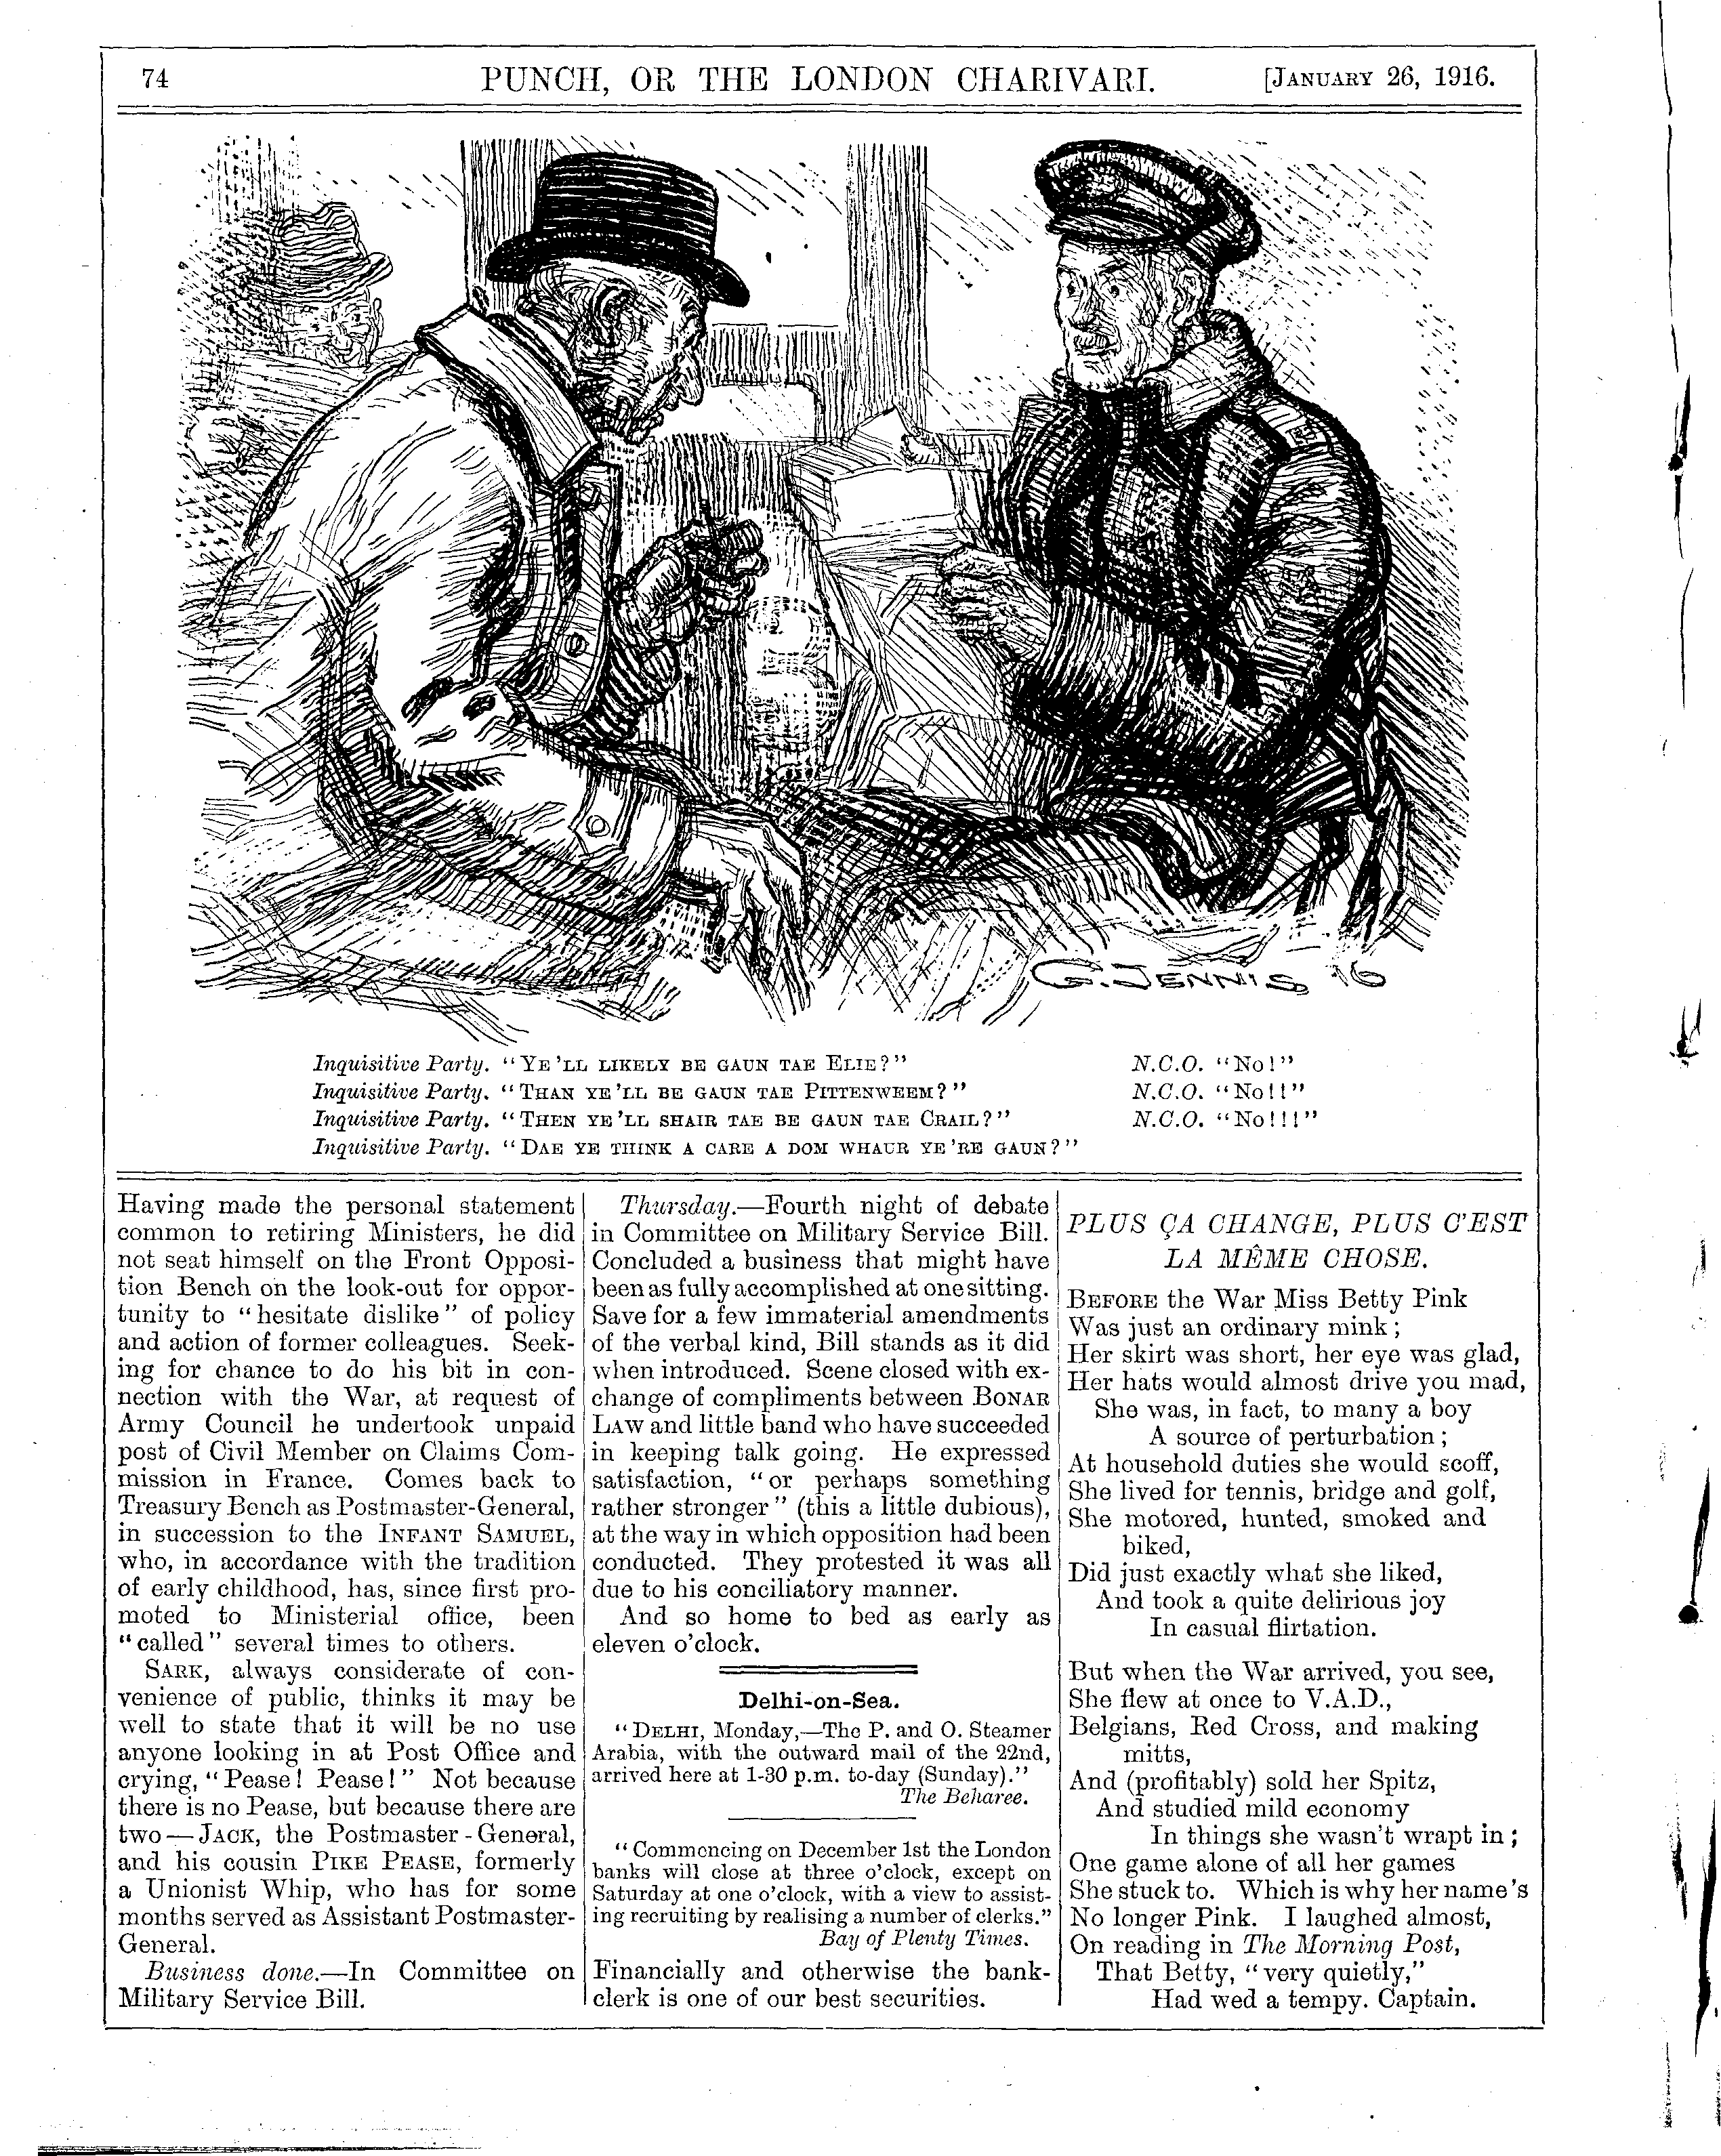 74
PUNCH, OR THE LONDON CHARIVARI.
[JANUARY 26, 1916.
G. JENNIS 16
Inquisitive Party. "YE'LL LIKELY BE GAUN TAE ELIE?" N.C.O. "NO!"
Inquisitive Party. "THAN YE'LL BE GAUN TAE PITTENWEEM?" N.C.O. "NO!!"
Inquisitive Party. "THEN YE'LL SHAIR TAE BE GAUN TAE CRAIL?" N.C.O. "NO!!!"
Inquisitive Party. "DAE YE THINK A CARE A DOM WHAUR YE'RE GAUN?"
Having made the personal statement
common to retiring Ministers, he did
not seat himself on the Front Opposi-
tion Bench on the look-out for oppor-
tunity to "hesitate dislike" of policy
and action of former colleagues. Seek-
ing for chance to do his bit in con-
nection with the War, at request of
Army Council he undertook unpaid
post of Civil Member on Claims Com-
mission in France. Comes back to
Treasury Bench as Postmaster-General,
in succession to the INFANT SAMUEL,
who, in accordance with the tradition
of early childhood, has, since first pro-
moted to Ministerial office, been
"called" several times to others.
SARK, always considerate of con-
venience of public, thinks it may be
well to state that it will be no use
anyone looking in at Post Office and
crying, "Pease! Pease!" Not because
there is no Pease, but because there are
two—JACK, the Postmaster-General,
and his cousin PIKE PEASE, formerly
a Unionist Whip, who has for some
months served as Assistant Postmaster-
General.
Business done.—In Committee on
Military Service Bill.
Thursday.—Fourth night of debate
in Committee on Military Service Bill.
Concluded a business that might have
been as fully accomplished at one sitting.
Save for a few immaterial amendments
of the verbal kind, Bill stands as it did
when introduced. Scene closed with ex-
change of compliments between BONAR
LAW and little band who have succeeded
in keeping talk going. He expressed
satisfaction, "or perhaps something
rather stronger" (this a little dubious),
at the way in which opposition had been
conducted. They protested it was all
due to his conciliatory manner.
And so home to bed as early as
eleven o'clock.
Delhi-on-Sea.
"DELHI, Monday,—The P. and O. Steamer
Arabia, with the outward mail of the 22nd,
arrived here at 1-30 p.m. to-day (Sunday)."
The Beharee.
"Commencing on December 1st the London
banks will close at three o'clock, except on
Saturday at one o'clock, with a view to assist-
ing recruiting by realising a number of clerks."
Bay of Plenty Times.
Financially and otherwise the bank-
clerk is one of our best securities.
PLUS ÇA CHANGE, PLUS C'EST
LA MÊME CHOSE.
BEFORE the War Miss Betty Pink
Was just an ordinary mink;
Her skirt was short, her eye was glad,
Her hats would almost drive you mad,
She was, in fact, to many a boy
A source of perturbation;
At household duties she would scoff,
She lived for tennis, bridge and golf,
She motored, hunted, smoked and
biked,
Did just exactly what she liked,
And took a quite delirious joy
In casual flirtation.
But when the War arrived, you see,
She flew at once to V.A.D.,
Belgians, Red Cross, and making
mitts,
And (profitably) sold her Spitz,
And studied mild economy
In things she wasn't wrapt in;
One game alone of all her games
She stuck to. Which is why her name's
No longer Pink. I laughed almost,
On reading in The Morning Post,
That Betty, "very quietly,"
Had wed a tempy. Captain.